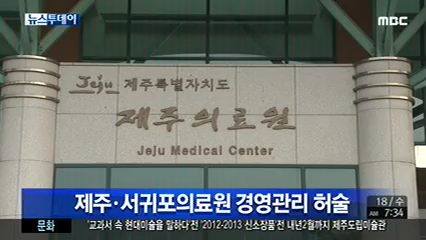 뉴스투데이
MBC
Jeju 제주특별자치도
제주의료원
Jeju Medical Center
제주·서귀포의료원 경영관리 허술
18/수
AM 7:34
문화 '교과서 속 현대미술을 말하다'전 '2012-2013 신소장품'전 내년2월까지 제주도립미술관